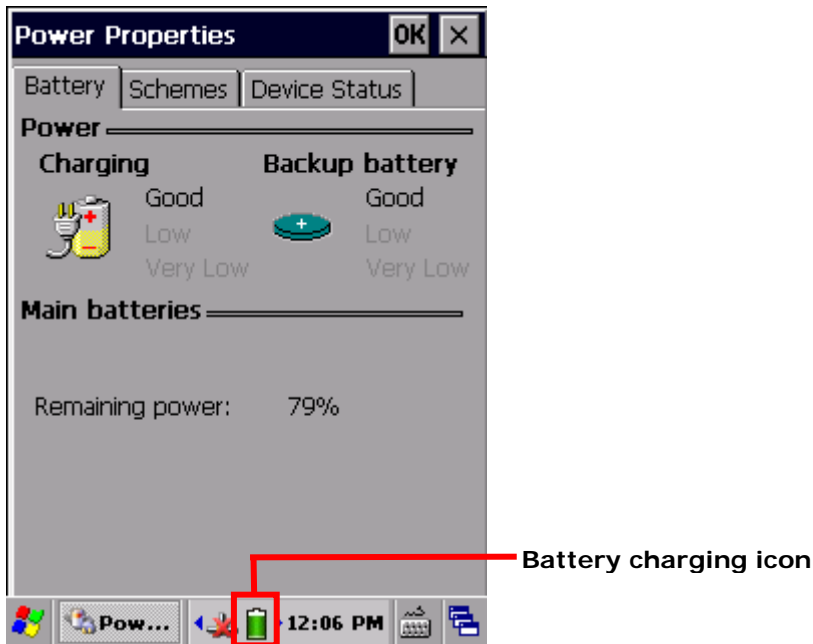 Power Properties OK ×
Battery Schemes Device Status
Power
Charging Backup battery
Good Good
Low Low
Very Low Very Low
Main batteries
Remaining power: 79%
Battery charging icon
Pow... 12:06 PM